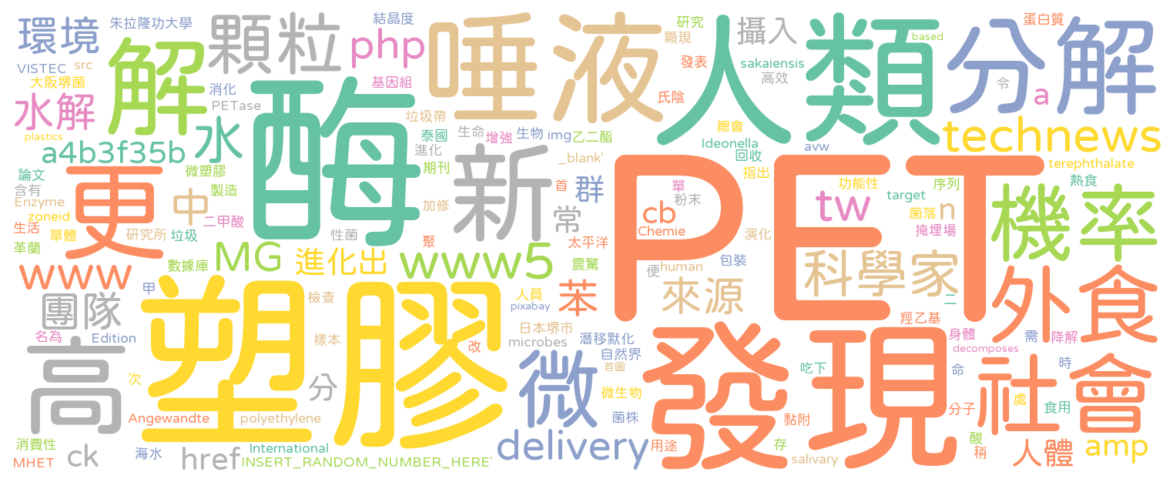 環境
朱拉隆功大學
結晶度
研究
蛋白質
VISTEC
src
解
顆粒
php
唾液
人類
攝入
based
分解
大阪堺菌
消化
基因組
顯現
發表
sakaiensis
高效
令
水解
水
PETase
垃圾帶
氏陰
a
plastics
酶
泰國
生命
增強
生物
img
乙二酯
總會
Ideonella
avw
technews
a4b3f35b
進化
期刊
_blank'
回收
指出
terephthalate
論文
微塑膠
更
新
PET
熱食
含有
製造
中
群
首
單
粉末
tw
功能性
target
序列
機率
Enzyme
zoneid
二甲酸
加修
常
cb
Chemie
菌落
n
掩埋場
生活
單體
研究所
垃圾
性菌
聚
太平洋
演化
革蘭
數據庫
MG
進化出
www5
震驚
便
human
包裝
科學家
www
甲
檢查
苯
來源
二
外食
團隊
塑膠
人員
pixabay
羥乙基
名為
Edition
樣本
日本堺市
潛移默化
發現
身體
需
降解
高
改
microbes
自然界
decomposes
微
首圖
吃下
命
時
社會
次
分
微生物
處
Angewandte
polyethylene
菌株
黏附
分子
食用
消費性
海水
International
delivery
用途
存
酸
amp
MHET
ck
href
INSERT_RANDOM_NUMBER_HERE'
salivary
稍
人體